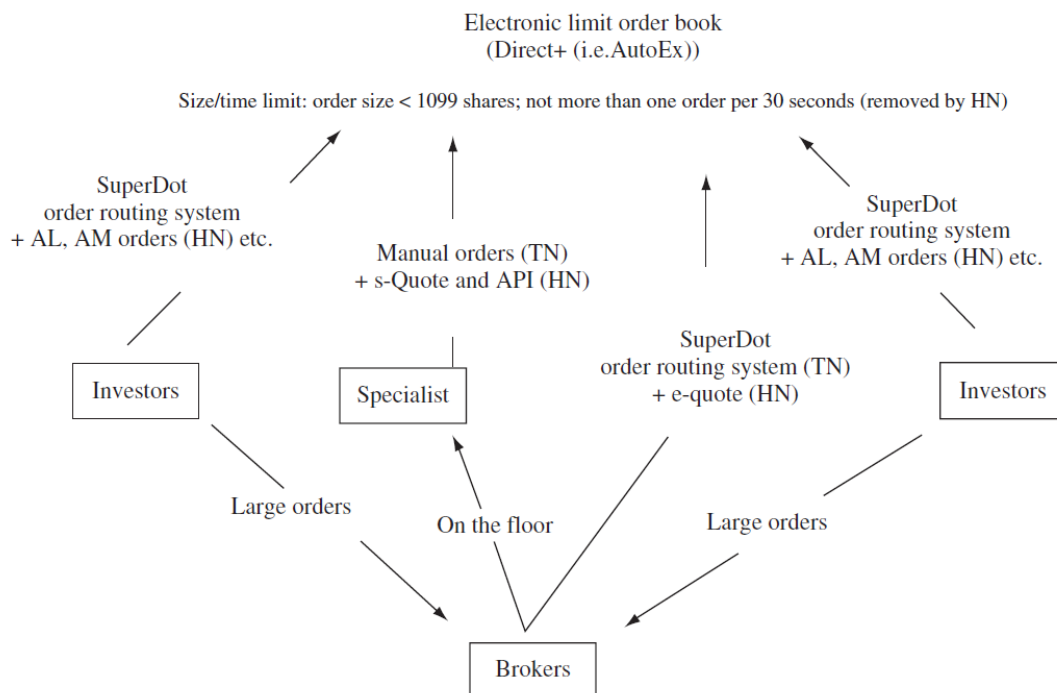 Electronic limit order book
(Direct+ (i.e.AutoEx))
Size/time limit: order size < 1099 shares; not more than one order per 30 seconds (removed by HN)
SuperDot
order routing system
+ AL, AM orders (HN) etc.
Manual orders (TN)
+ s-Quote and API (HN)
SuperDot
order routing system (TN)
+ e-quote (HN)
SuperDot
order routing system
+ AL, AM orders (HN) etc.
Investors
Specialist
Investors
Large orders
On the floor
Large orders
Brokers